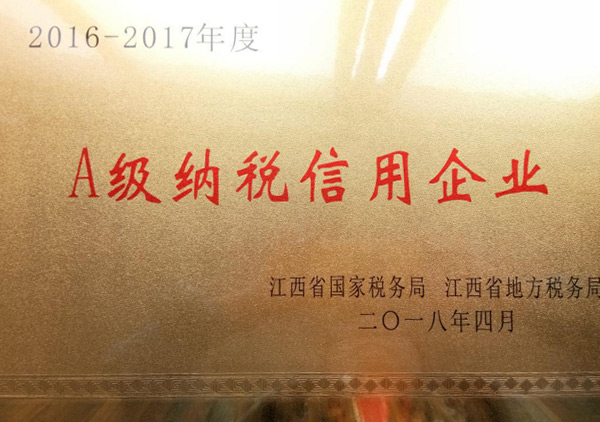 2016-2017年度
A级纳税信用企业
江西省国家税务局 江西省地方税务局
二〇一八年四月